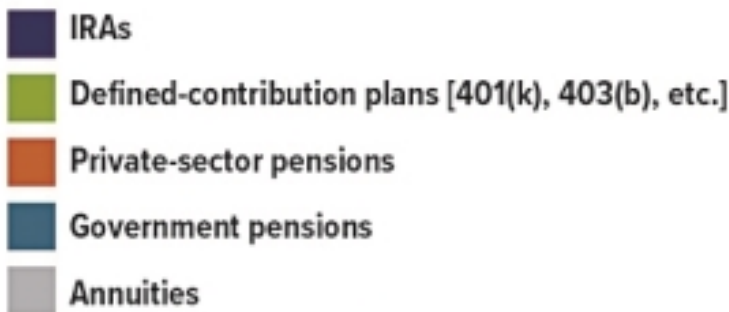 IRAs
Defined-contribution plans [401(k), 403(b), etc.]
Private-sector pensions
Government pensions
Annuities